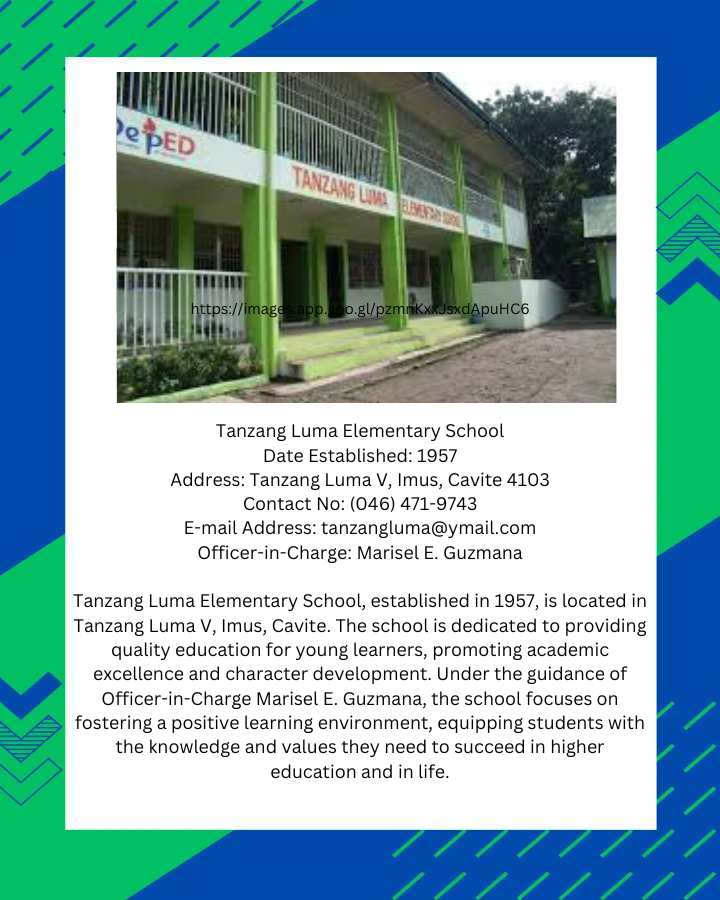 DepED
TANZANG LUMA ELEMENTARY SCHOOL
https://images.app.goo.gl/pzmnKxXJsxdApuHC6
Tanzang Luma Elementary School
Date Established: 1957
Address: Tanzang Luma V, Imus, Cavite 4103
Contact No: (046) 471-9743
E-mail Address: tanzangluma@ymail.com
Officer-in-Charge: Marisel E. Guzmana
Tanzang Luma Elementary School, established in 1957, is located in
Tanzang Luma V, Imus, Cavite. The school is dedicated to providing
quality education for young learners, promoting academic
excellence and character development. Under the guidance of
Officer-in-Charge Marisel E. Guzmana, the school focuses on
fostering a positive learning environment, equipping students with
the knowledge and values they need to succeed in higher
education and in life.